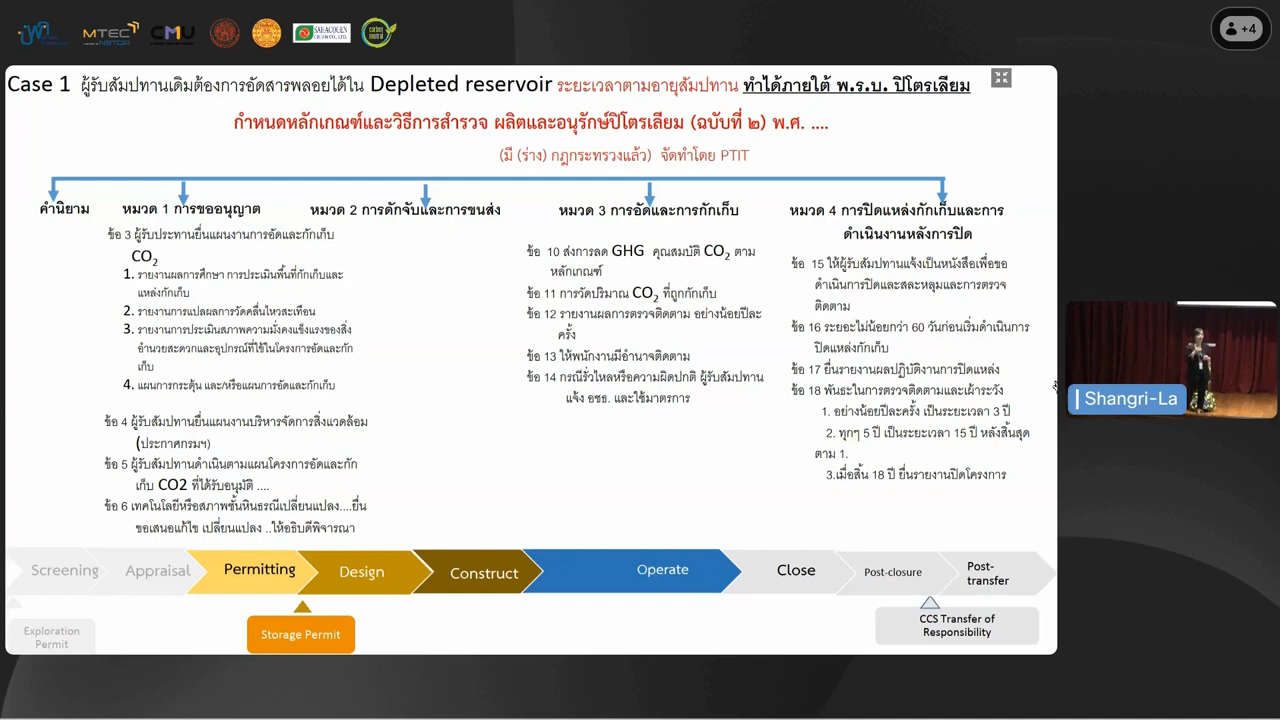 MTEC
CMU
SAHACOGEN
carbon neutral
+4
Case 1 ผู้รับสัมปทานเดิมต้องการอัดสารพลอยได้ใน Depleted reservoir ระยะเวลาตามอายุสัมปทาน ทำได้ภายใต้ พ.ร.บ. ปิโตรเลียม
กำหนดหลักเกณฑ์และวิธีการสำรวจ ผลิตและอนุรักษ์ปิโตรเลียม (ฉบับที่ ๒) พ.ศ. ....
(มี (ร่าง) กฎกระทรวงแล้ว) จัดทำโดย PTIT
คำนิยาม
หมวด 1 การขออนุญาต
ข้อ 3 ผู้รับประทานยื่นแผนงานการอัดและกักเก็บ
CO2
1. รายงานผลการศึกษา การประเมินพื้นที่กักเก็บและ
แหล่งกักเก็บ
2. รายงานการแปลผลการวัดคลื่นไหวสะเทือน
3. รายงานการประเมินสภาพความมั่งคงแข็งแรงของสิ่ง
อำนวยสะดวกและอุปกรณ์ที่ใช้ในโครงการอัดและกัก
เก็บ
4. แผนการกระตุ้น และ/หรือแผนการอัดและกักเก็บ
ข้อ 4 ผู้รับสัมปทานยื่นแผนงานบริหารจัดการสิ่งแวดล้อม
(ประกาศกรมฯ)
ข้อ 5 ผู้รับสัมปทานดำเนินตามแผนโครงการอัดและกัก
เก็บ CO2 ที่ได้รับอนุมัติ ....
ข้อ 6 เทคโนโลยีหรือสภาพชั้นหินธรณีเปลี่ยนแปลง....ยื่น
ขอเสนอแก้ไข เปลี่ยนแปลง ..ให้อธิบดีพิจารณา
หมวด 2 การดักจับและการขนส่ง
หมวด 3 การอัดและการกักเก็บ
ข้อ 10 ส่งการลด GHG คุณสมบัติ CO2 ตาม
หลักเกณฑ์
ข้อ 11 การวัดปริมาณ CO2 ที่ถูกกักเก็บ
ข้อ 12 รายงานผลการตรวจติดตาม อย่างน้อยปีละ
ครั้ง
ข้อ 13 ให้พนักงานมีอำนาจติดตาม
ข้อ 14 กรณีรั่วไหลหรือความผิดปกติ ผู้รับสัมปทาน
แจ้ง อชธ. และใช้มาตรการ
หมวด 4 การปิดแหล่งกักเก็บและการ
ดำเนินงานหลังการปิด
ข้อ 15 ให้ผู้รับสัมปทานแจ้งเป็นหนังสือเพื่อขอ
ดำเนินการปิดและสละหลุมและการตรวจ
ติดตาม
ข้อ 16 ระยอะไม่น้อยกว่า 60 วันก่อนเริ่มดำเนินการ
ปิดแหล่งกักเก็บ
ข้อ 17 ยื่นรายงานผลปฏิบัติงานการปิดแหล่ง
ข้อ 18 พันธะในการตรวจติดตามและเฝ้าระวัง
1. อย่างน้อยปีละครั้ง เป็นระยะเวลา 3 ปี
2. ทุกๆ 5 ปี เป็นระยะเวลา 15 ปี หลังสิ้นสุด
ตาม 1.
3.เมื่อสิ้น 18 ปี ยื่นรายงานปิดโครงการ
Shangri-La
Screening
Appraisal
Permitting
Design
Construct
Operate
Close
Post-closure
Post-
transfer
Exploration
Permit
Storage Permit
CCS Transfer of
Responsibility